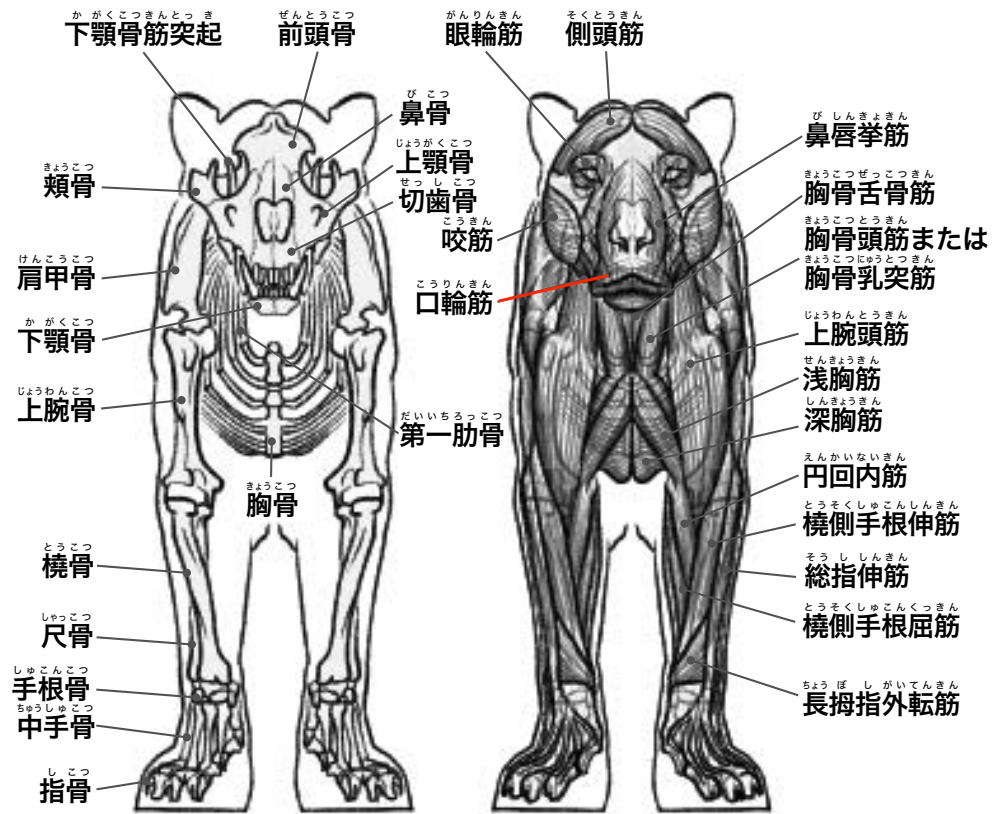 かがくこつきんとっき
下顎骨筋突起
ぜんとうこつ
前頭骨
びこつ
鼻骨
じょうがくこつ
上顎骨
せっしこつ
切歯骨
きょうこつ
頬骨
けんこうこつ
肩甲骨
かがくこつ
下顎骨
じょうわんこつ
上腕骨
だいいちろっこつ
第一肋骨
きょうこつ
胸骨
とうこつ
橈骨
しゃっこつ
尺骨
しゅこんこつ
手根骨
ちゅうしゅこつ
中手骨
しこつ
指骨
がんりんきん
眼輪筋
そくとうきん
側頭筋
こうきん
咬筋
こうりんきん
口輪筋
びしんきょきん
鼻唇挙筋
きょうこつぜっこつきん
胸骨舌骨筋
きょうこつとうきん
胸骨頭筋または
きょうこつにゅうとつきん
胸骨乳突筋
じょうわんとうきん
上腕頭筋
せんきょうきん
浅胸筋
しんきょうきん
深胸筋
えんかいないきん
円回内筋
とうそくしゅこんしんきん
橈側手根伸筋
そうししんきん
総指伸筋
とうそくしゅこんくっきん
橈側手根屈筋
ちょうぼしがいてんきん
長拇指外転筋